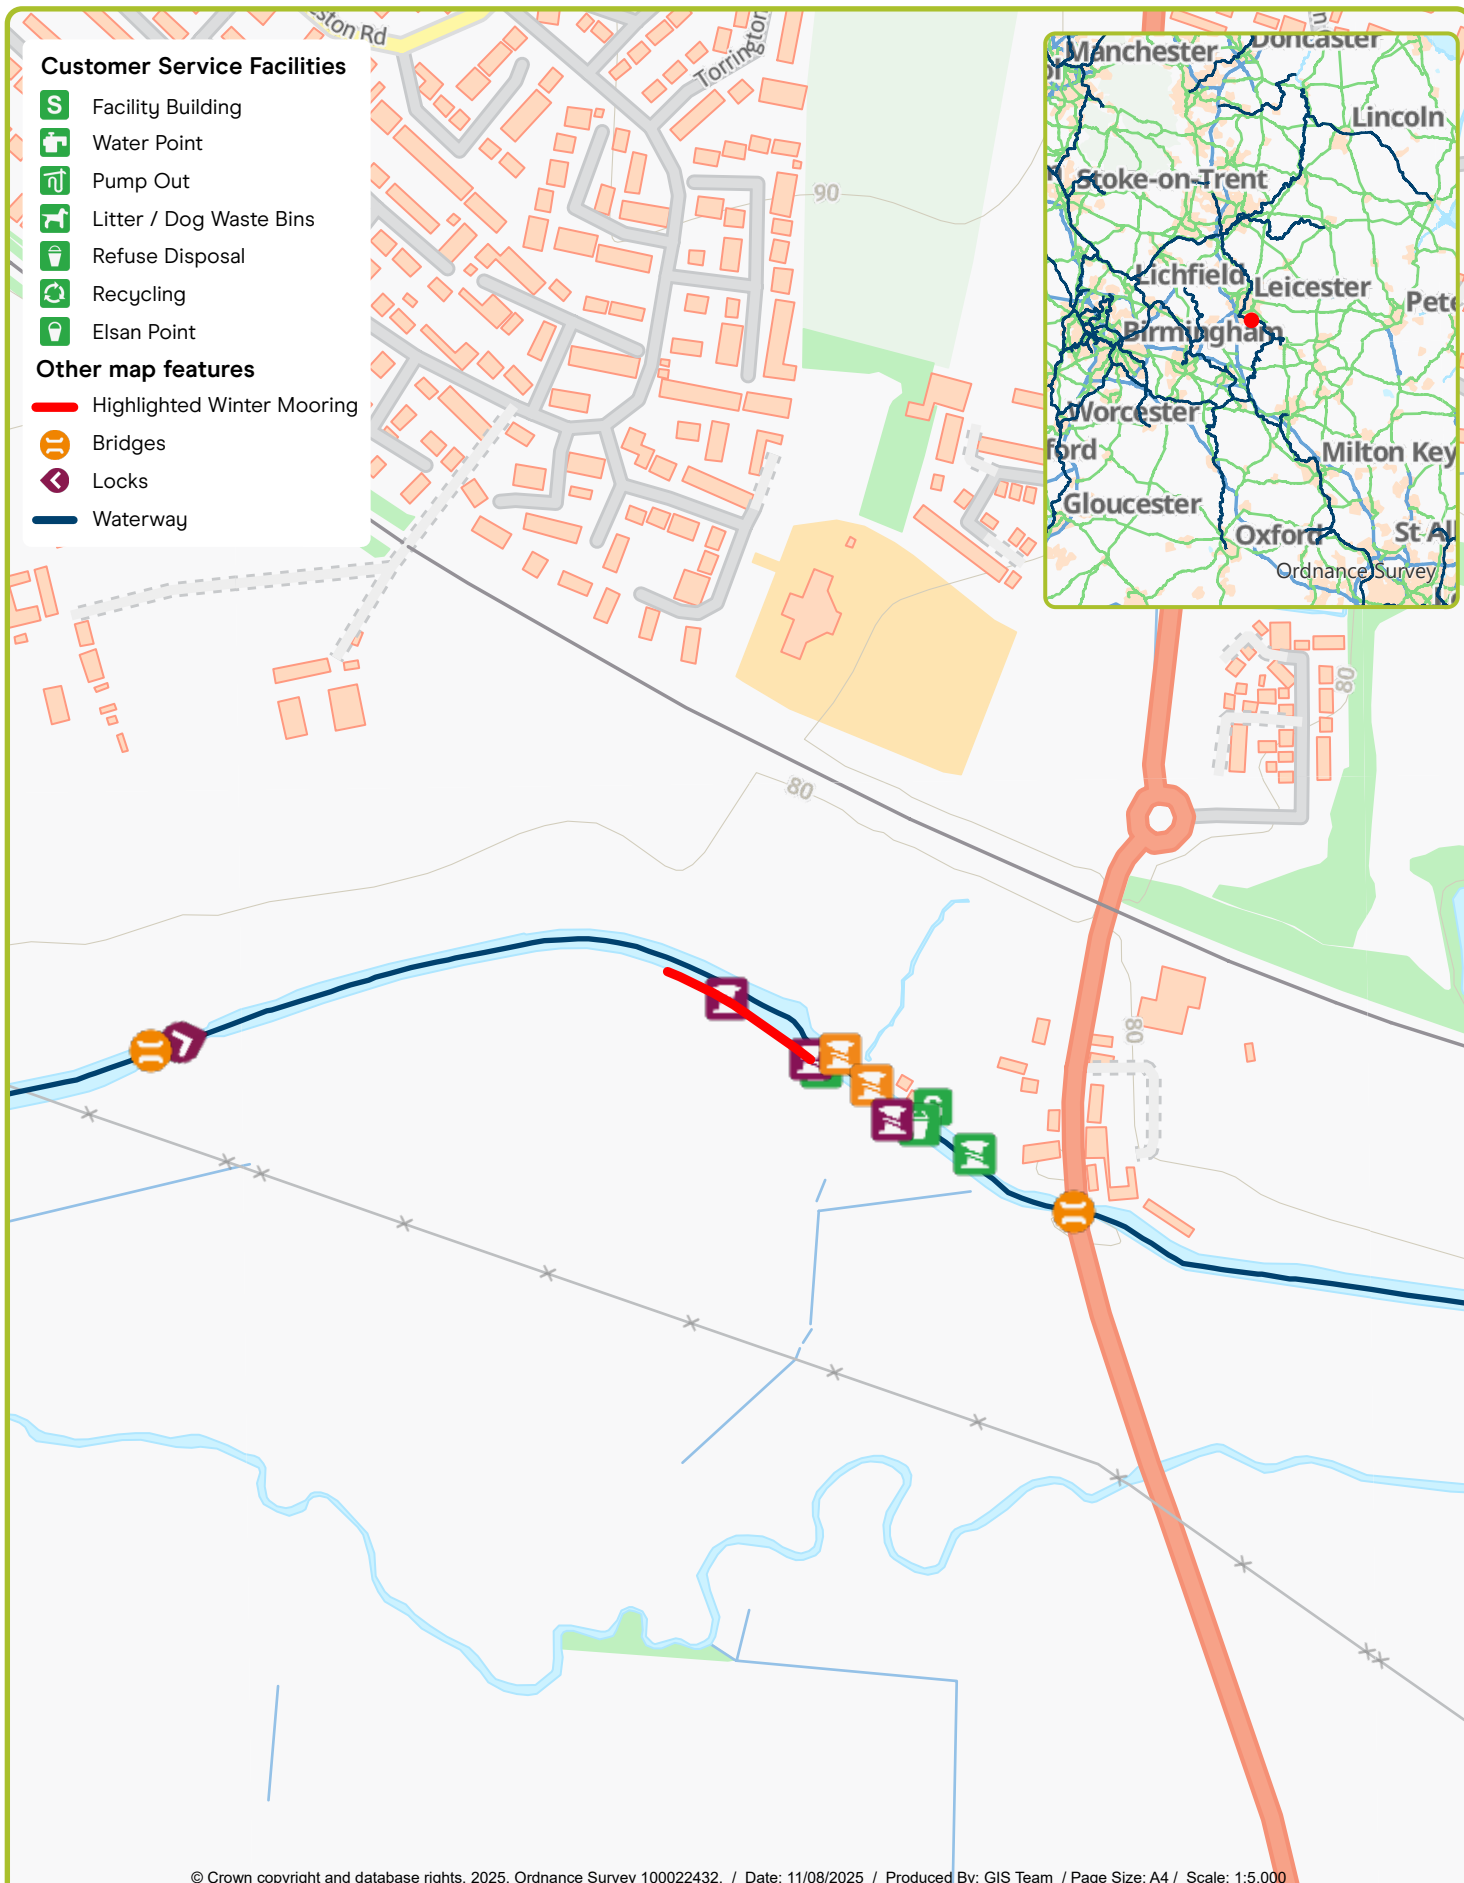 eston Rd
Torrington
Customer Service Facilities
S Facility Building
Water Point
Pump Out
Litter / Dog Waste Bins
Refuse Disposal
Recycling
Elsan Point
Other map features
Highlighted Winter Mooring
Bridges
Locks
Waterway
Manchester
Doncaster
Lincoln
Stoke-on-Trent
Lichfield
Leicester
Pete
Birmingham
Worcester
ford
Milton Key
Gloucester
Oxford
St Al
Ordnance Survey
90
80
80
80
© Crown copyright and database rights, 2025, Ordnance Survey 100022432. / Date: 11/08/2025 / Produced By: GIS Team / Page Size: A4 / Scale: 1:5,000